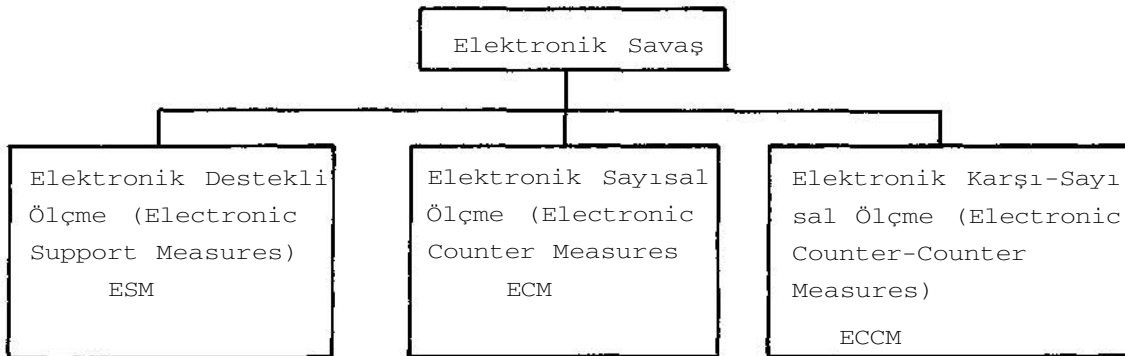 Elektronik Savaş
Elektronik Destekli
Ölçme (Electronic
Support Measures)
ESM
Elektronik Sayısal
Ölçme (Electronic
Counter Measures
ECM
Elektronik Karşı-Sayı
sal Ölçme (Electronic
Counter-Counter
Measures)
ECCM